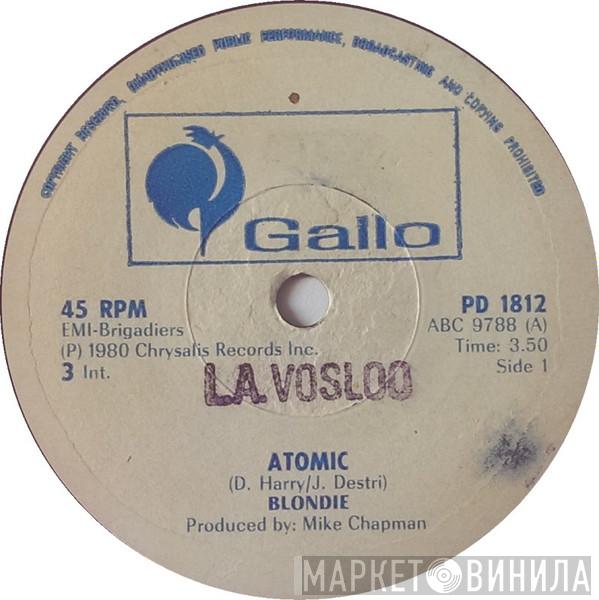 COPYRIGHT RESERVED, UNAUTHORISED PUBLIC PERFORMANCE, BROADCASTING AND COPYING PROHIBITED
Gallo
45 RPM
EMI-Brigadiers
(P) 1980 Chrysalis Records Inc.
3 Int.
PD 1812
ABC 9788 (A)
Time: 3.50
Side 1
L.A. VOSLOO
ATOMIC
(D. Harry/J. Destri)
BLONDIE
Produced by: Mike Chapman
МАРКЕТ ВИНИЛА